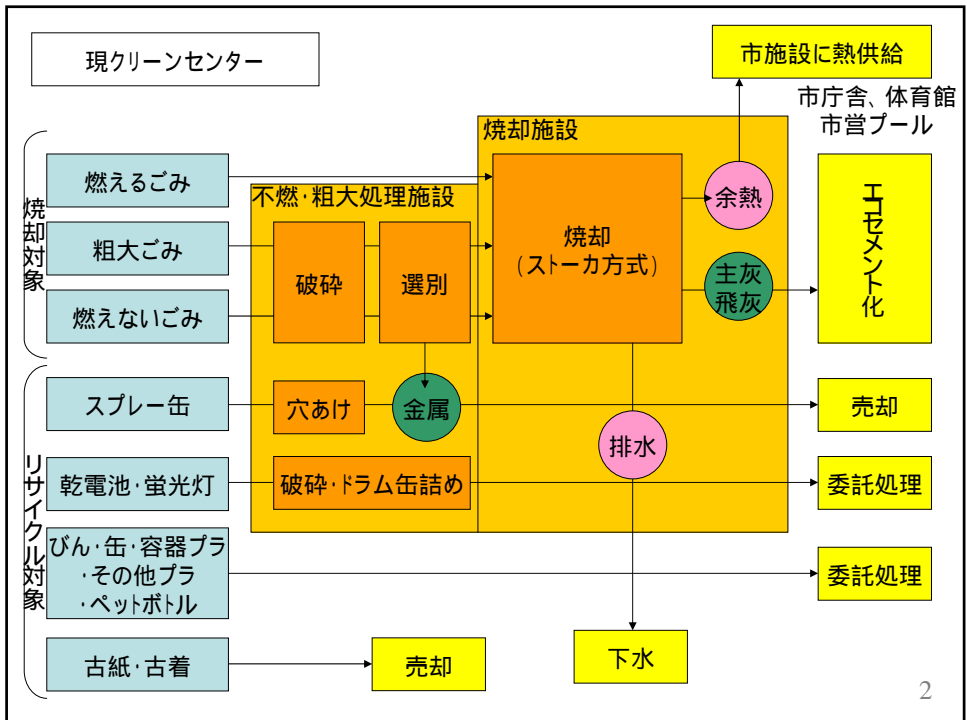 現クリーンセンター
市施設に熱供給
市庁舎、体育館
市営プール
焼却施設
焼却対象
燃えるごみ
不燃・粗大処理施設
粗大ごみ
破砕
選別
焼却
(ストーカ方式)
余熱
主灰
飛灰
エコセメント化
燃えないごみ
リサイクル対象
スプレー缶
穴あけ
金属
売却
排水
乾電池・蛍光灯
破砕・ドラム缶詰め
委託処理
びん・缶・容器プラ
・その他プラ
・ペットボトル
委託処理
古紙・古着
売却
下水
2